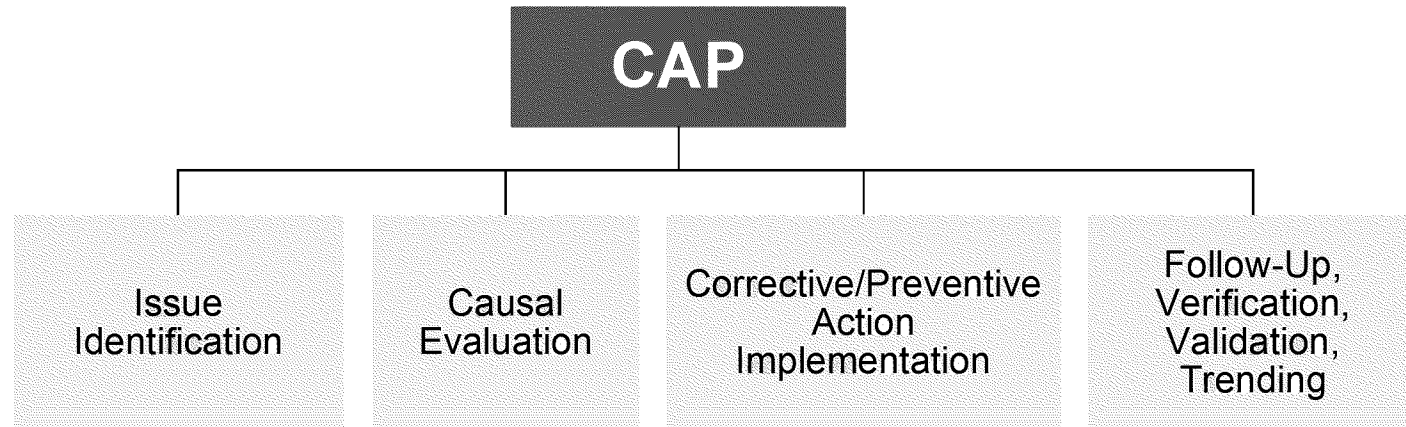 CAP
Issue
Identification
Causal
Evaluation
Corrective/Preventive
Action
Implementation
Follow-Up,
Verification,
Validation,
Trending